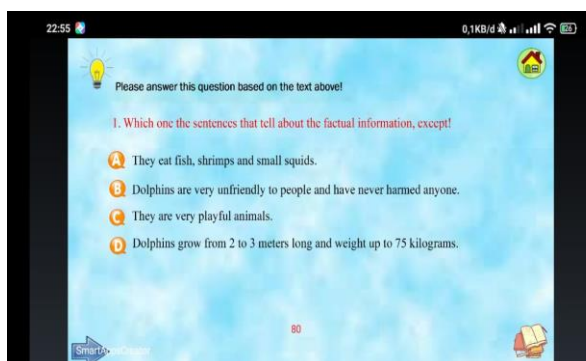 22:55
0,1KB/d
26
Please answer this question based on the text above!
1. Which one the sentences that tell about the factual information, except!
A They eat fish, shrimps and small squids.
B Dolphins are very unfriendly to people and have never harmed anyone.
C They are very playful animals.
D Dolphins grow from 2 to 3 meters long and weight up to 75 kilograms.
80
SmartAppsCreator